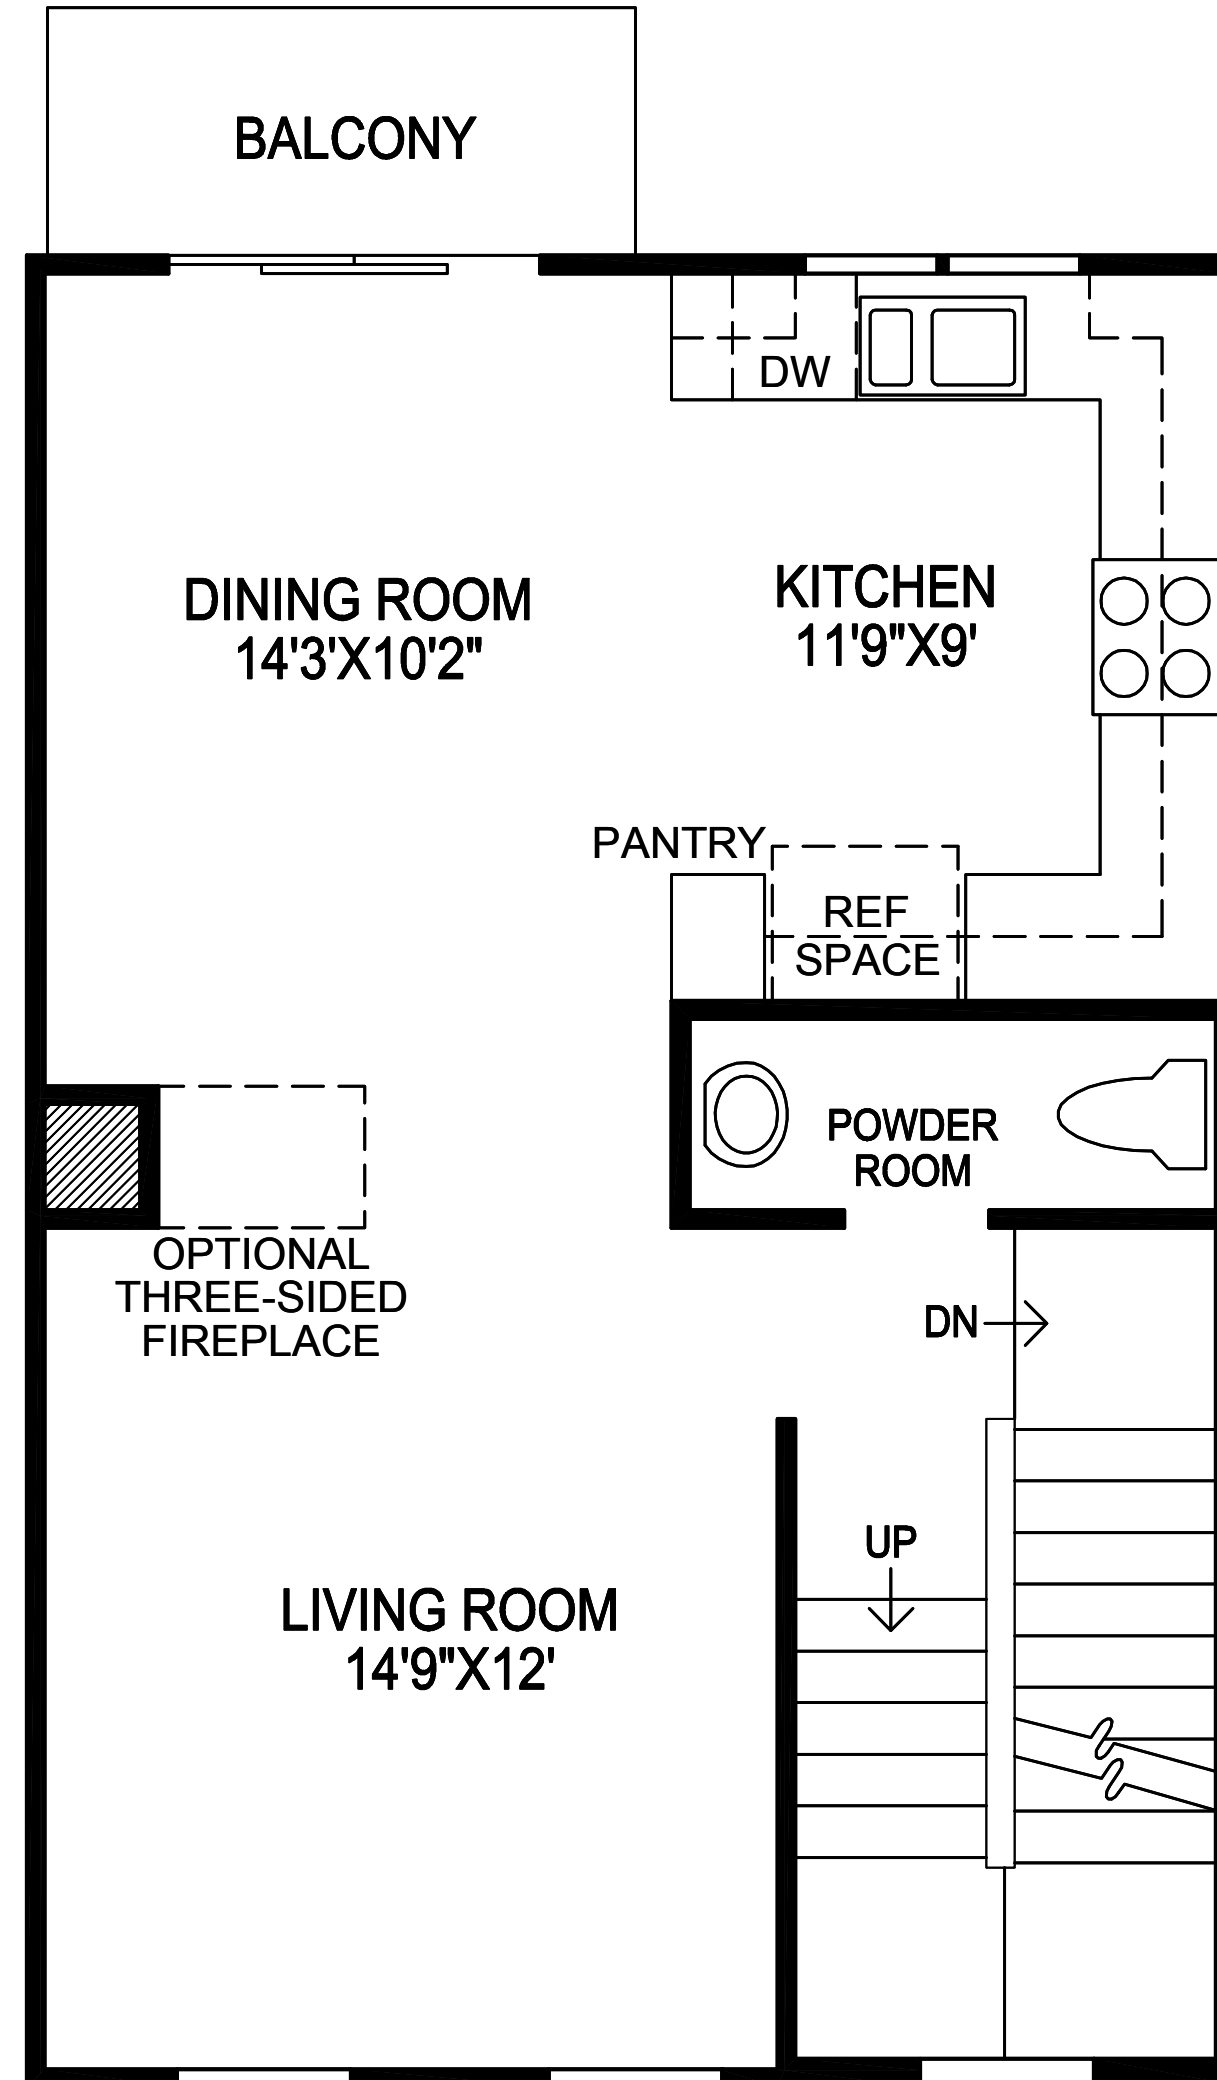 BALCONY
DW
DINING ROOM
14'3'X10'2"
KITCHEN
11'9"X9'
PANTRY
REF
SPACE
POWDER
ROOM
OPTIONAL
THREE-SIDED
FIREPLACE
DN
UP
LIVING ROOM
14'9"X12'